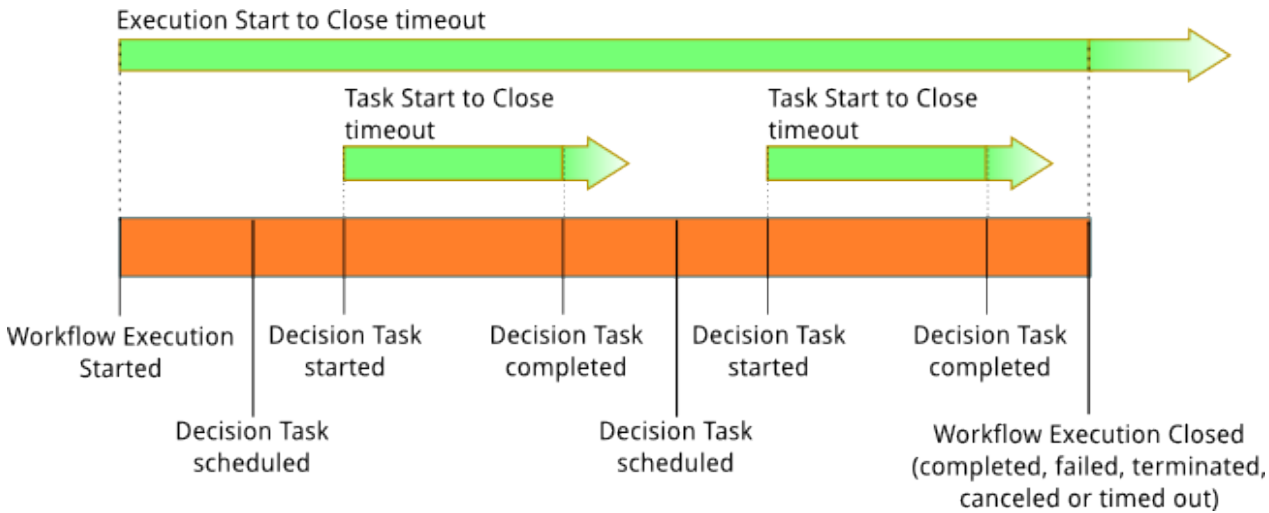 Execution Start to Close timeout
Task Start to Close
timeout
Task Start to Close
timeout
Workflow Execution
Started
Decision Task
scheduled
Decision Task
started
Decision Task
completed
Decision Task
scheduled
Decision Task
started
Decision Task
completed
Workflow Execution Closed
(completed, failed, terminated,
canceled or timed out)